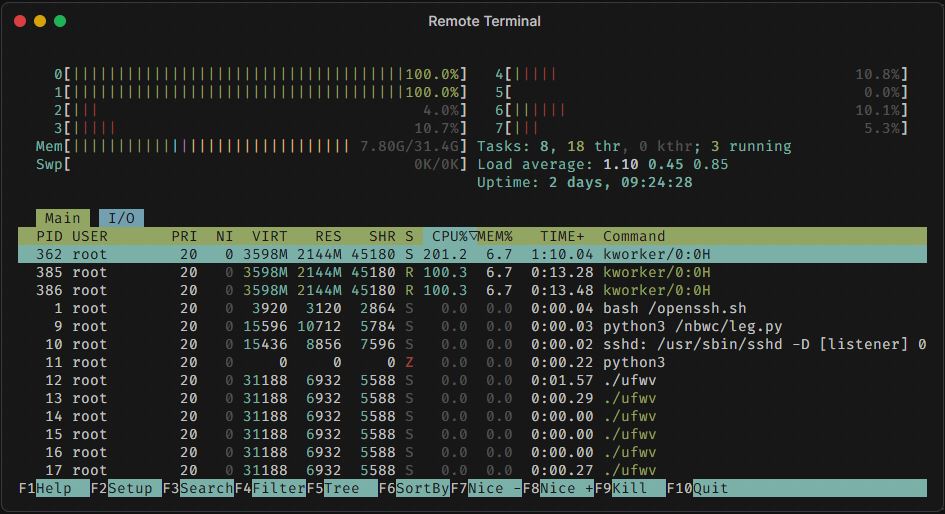 Remote Terminal
0[||||||||||||||||||||||||||||||||||||||100.0%] 4[||||| 10.8%]
1[||||||||||||||||||||||||||||||||||||||100.0%] 5[ 0.0%]
2[||| 4.0%] 6[|||||| 10.1%]
3[||||| 10.7%] 7[||| 5.3%]
Mem[||||||||||||||||||||||||||||||| 7.80G/31.4G] Tasks: 8, 18 thr, 0 kthr; 3 running
Swp[ 0K/0K] Load average: 1.10 0.45 0.85
Uptime: 2 days, 09:24:28
Main I/O
PID USER PRI NI VIRT RES SHR S CPU%▽MEM% TIME+ Command
362 root 20 0 3598M 2144M 45180 S 201.2 6.7 1:10.04 kworker/0:0H
385 root 20 0 3598M 2144M 45180 R 100.3 6.7 0:13.28 kworker/0:0H
386 root 20 0 3598M 2144M 45180 R 100.3 6.7 0:13.48 kworker/0:0H
1 root 20 0 3920 3120 2864 S 0.0 0.0 0:00.04 bash /openssh.sh
9 root 20 0 15596 10712 5784 S 0.0 0.0 0:00.03 python3 /nbwc/leg.py
10 root 20 0 15436 8856 7596 S 0.0 0.0 0:00.02 sshd: /usr/sbin/sshd -D [listener] 0
11 root 20 0 0 0 0 Z 0.0 0.0 0:00.22 python3
12 root 20 0 31188 6932 5588 S 0.0 0.0 0:01.57 ./ufwv
13 root 20 0 31188 6932 5588 S 0.0 0.0 0:00.29 ./ufwv
14 root 20 0 31188 6932 5588 S 0.0 0.0 0:00.00 ./ufwv
15 root 20 0 31188 6932 5588 S 0.0 0.0 0:00.00 ./ufwv
16 root 20 0 31188 6932 5588 S 0.0 0.0 0:00.00 ./ufwv
17 root 20 0 31188 6932 5588 S 0.0 0.0 0:00.27 ./ufwv
F1Help F2Setup F3SearchF4FilterF5Tree F6SortByF7Nice -F8Nice +F9Kill F10Quit